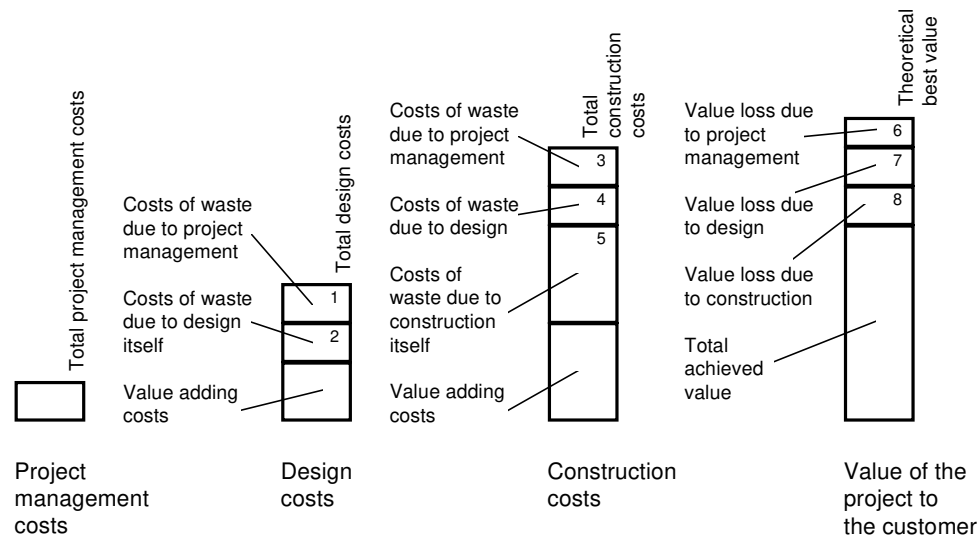 Total project management costs
Project
management
costs
Costs of waste
due to project
management
Costs of waste
due to design
itself
Value adding
costs
Total design costs
1
2
Design
costs
Costs of waste
due to project
management
Costs of waste
due to design
Costs of
waste due to
construction
itself
Value adding
costs
Total
construction
costs
3
4
5
Construction
costs
Value loss due
to project
management
Value loss due
to design
Value loss due
to construction
Total
achieved
value
Theoretical
best value
6
7
8
Value of the
project to
the customer